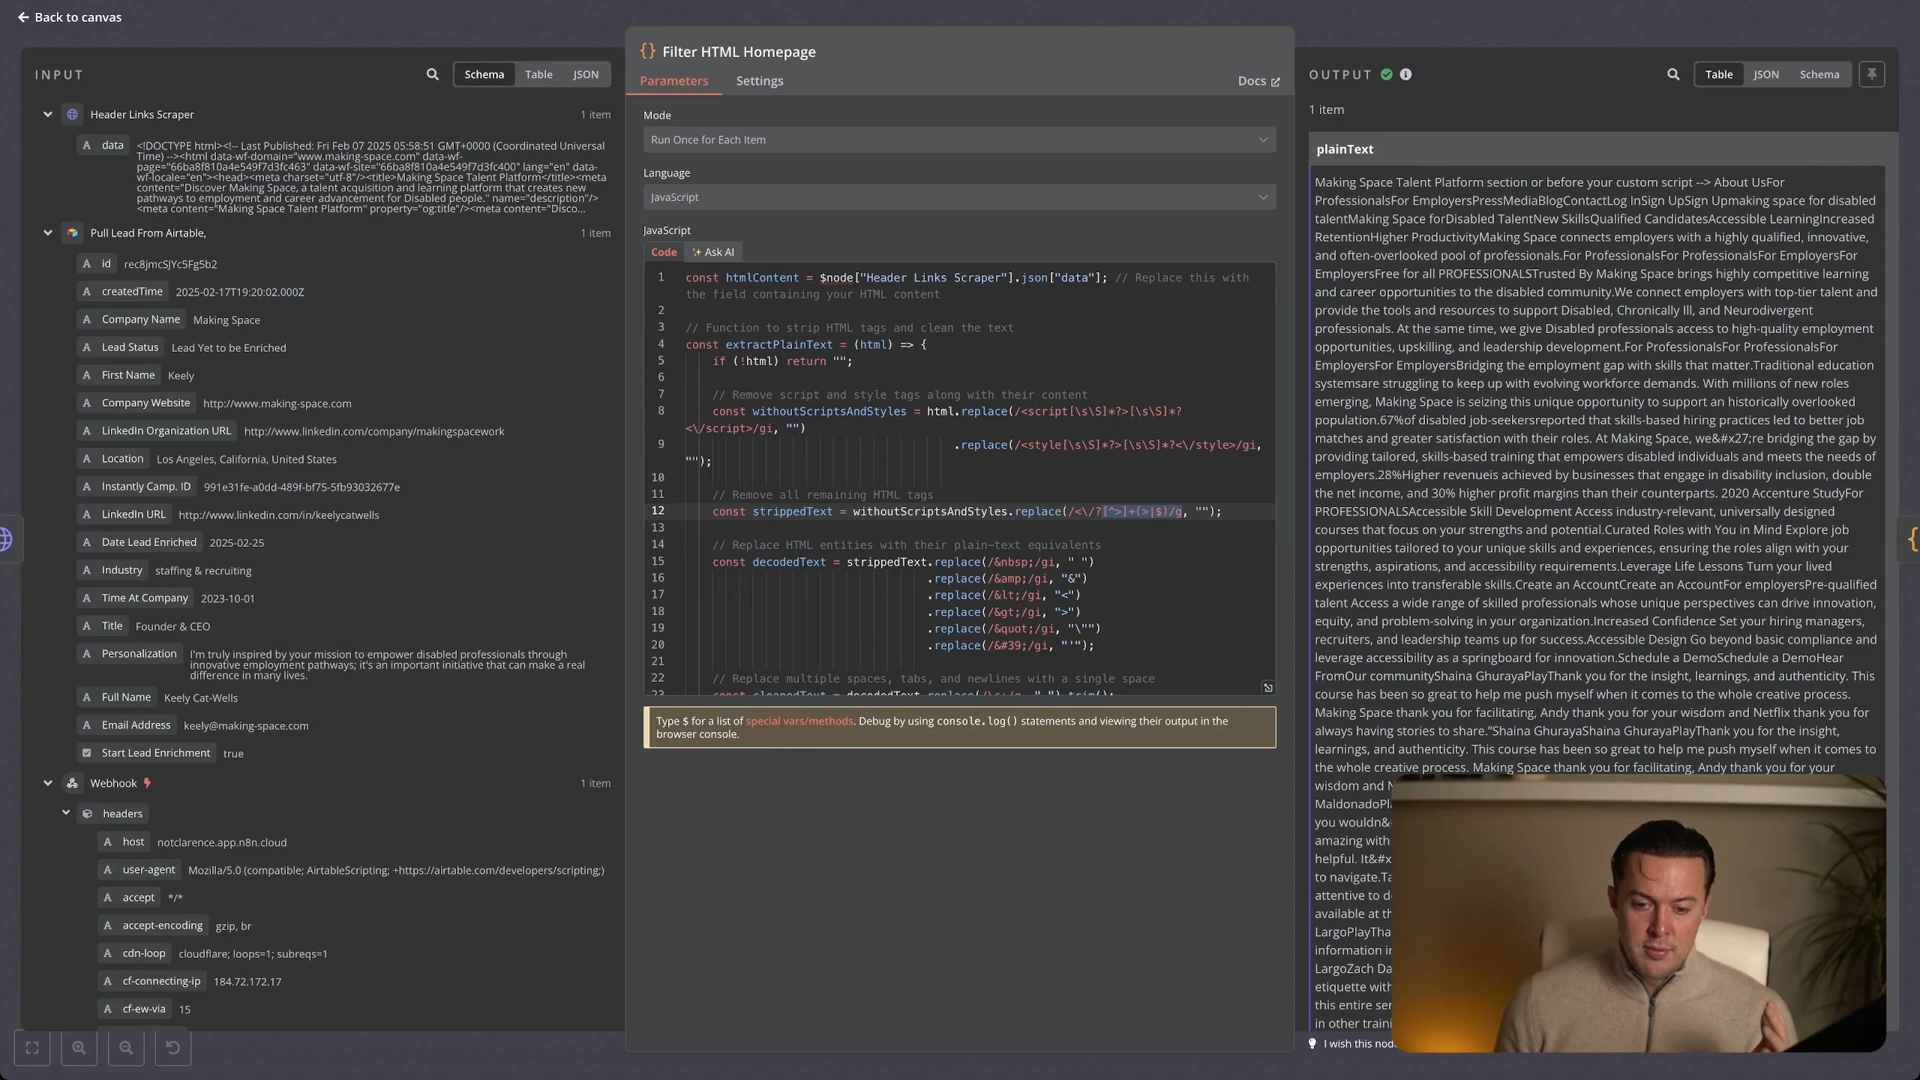 Back to canvas
INPUT
Schema
Table
JSON
Header Links Scraper
1 item
A data
<!DOCTYPE html><!-- Last Published: Fri Feb 07 2025 05:58:51 GMT+0000 (Coordinated Universal
Time) --><html data-wf-domain="www.making-space.com" data-wf-
page="66ba8f810a4e549f7d3fc463" data-wf-site="66ba8f810a4e549f7d3fc400" lang="en" data-
wf-locale="en"><head><meta charset="utf-8"/><title>Making Space Talent Platform</title><meta
content="Discover Making Space, a talent acquisition and learning platform that creates new
pathways to employment and career advancement for Disabled people." name="description"/>
<meta content="Making Space Talent Platform" property="og:title"/><meta content="Disco...
Pull Lead From Airtable,
1 item
A id rec8jmcSJYc5Fg5b2
A createdTime 2025-02-17T19:20:02.000Z
A Company Name Making Space
A Lead Status Lead Yet to be Enriched
A First Name Keely
A Company Website http://www.making-space.com
A LinkedIn Organization URL http://www.linkedin.com/company/makingspacework
A Location Los Angeles, California, United States
A Instantly Camp. ID 991e31fe-a0dd-489f-bf75-5fb93032677e
A LinkedIn URL http://www.linkedin.com/in/keelycatwells
A Date Lead Enriched 2025-02-25
A Industry staffing & recruiting
A Time At Company 2023-10-01
A Title Founder & CEO
A Personalization I'm truly inspired by your mission to empower disabled professionals through
innovative employment pathways; it's an important initiative that can make a real
difference in many lives.
A Full Name Keely Cat-Wells
A Email Address keely@making-space.com
Start Lead Enrichment true
Webhook
1 item
headers
A host notclarence.app.n8n.cloud
A user-agent Mozilla/5.0 (compatible; AirtableScripting; +https://airtable.com/developers/scripting;)
A accept */*
A accept-encoding gzip, br
A cdn-loop cloudflare; loops=1; subreqs=1
A cf-connecting-ip 184.72.172.17
A cf-ew-via 15
{} Filter HTML Homepage
Parameters
Settings
Docs
Mode
Run Once for Each Item
Language
JavaScript
JavaScript
Code
Ask AI
1 const htmlContent = $node["Header Links Scraper"].json["data"]; // Replace this with
the field containing your HTML content
2
3 // Function to strip HTML tags and clean the text
4 const extractPlainText = (html) => {
5 if (!html) return "";
6
7 // Remove script and style tags along with their content
8 const withoutScriptsAndStyles = html.replace(/<script[\s\S]*?>[\s\S]*?
<\/script>/gi, "")
9 .replace(/<style[\s\S]*?>[\s\S]*?<\/style>/gi,
"");
10
11 // Remove all remaining HTML tags
12 const strippedText = withoutScriptsAndStyles.replace(/<\/?[^>]+(>|$)/g, "");
13
14 // Replace HTML entities with their plain-text equivalents
15 const decodedText = strippedText.replace(/&nbsp;/gi, " ")
16 .replace(/&amp;/gi, "&")
17 .replace(/&lt;/gi, "<")
18 .replace(/&gt;/gi, ">")
19 .replace(/&quot;/gi, "\"")
20 .replace(/&#39;/gi, "'");
21
22 // Replace multiple spaces, tabs, and newlines with a single space
23 const cleanedText = decodedText.replace(/\s+/g, " ").trim();
Type $ for a list of special vars/methods. Debug by using console.log() statements and viewing their output in the
browser console.
OUTPUT
Table
JSON
Schema
1 item
plainText
Making Space Talent Platform section or before your custom script --> About UsFor
ProfessionalsFor EmployersPressMediaBlogContactLog InSign UpSign Upmaking space for disabled
talentMaking Space forDisabled TalentNew SkillsQualified CandidatesAccessible LearningIncreased
RetentionHigher ProductivityMaking Space connects employers with a highly qualified, innovative,
and often-overlooked pool of professionals.For ProfessionalsFor ProfessionalsFor EmployersFor
EmployersFree for all PROFESSIONALSTrusted By Making Space brings highly competitive learning
and career opportunities to the disabled community.We connect employers with top-tier talent and
provide the tools and resources to support Disabled, Chronically Ill, and Neurodivergent
professionals. At the same time, we give Disabled professionals access to high-quality employment
opportunities, upskilling, and leadership development.For ProfessionalsFor ProfessionalsFor
EmployersFor EmployersBridging the employment gap with skills that matter.Traditional education
systemsare struggling to keep up with evolving workforce demands. With millions of new roles
emerging, Making Space is seizing this unique opportunity to support an historically overlooked
population.67%of disabled job-seekersreport that skills-based hiring practices led to better job
matches and greater satisfaction with their roles. At Making Space, we&#x27;re bridging the gap by
providing tailored, skills-based training that empowers disabled individuals and meets the needs of
employers.28%Higher revenueis achieved by businesses that engage in disability inclusion, double
the net income, and 30% higher profit margins than their counterparts. 2020 Accenture StudyFor
PROFESSIONALSAccessible Skill Development Access industry-relevant, universally designed
courses that focus on your strengths and potential.Curated Roles with You in Mind Explore job
opportunities tailored to your unique skills and experiences, ensuring the roles align with your
strengths, aspirations, and accessibility requirements.Leverage Life Lessons Turn your lived
experiences into transferable skills.Create an AccountCreate an AccountFor employersPre-qualified
talent Access a wide range of skilled professionals whose unique perspectives can drive innovation,
equity, and problem-solving in your organization.Increased Confidence Set your hiring managers,
recruiters, and leadership teams up for success.Accessible Design Go beyond basic compliance and
leverage accessibility as a springboard for innovation.Schedule a DemoSchedule a DemoHear
FromOur communityShaina GhurayaPlayThank you for the insight, learnings, and authenticity. This
course has been so great to help me push myself when it comes to the whole creative process.
Making Space thank you for facilitating, Andy thank you for your wisdom and Netflix thank you for
always having stories to share.”Shaina GhurayaShaina GhurayaPlayThank you for the insight,
learnings, and authenticity. This course has been so great to help me push myself when it comes to
the whole creative process. Making Space thank you for facilitating, Andy thank you for your
wisdom and N
MaldonadoPl
you wouldn&
amazing with
helpful. It&#x
to navigate.Ta
attentive to d
available at th
LargoPlayTha
information i
LargoZach Da
etiquette with
this entire ser
in other traini
I wish this node